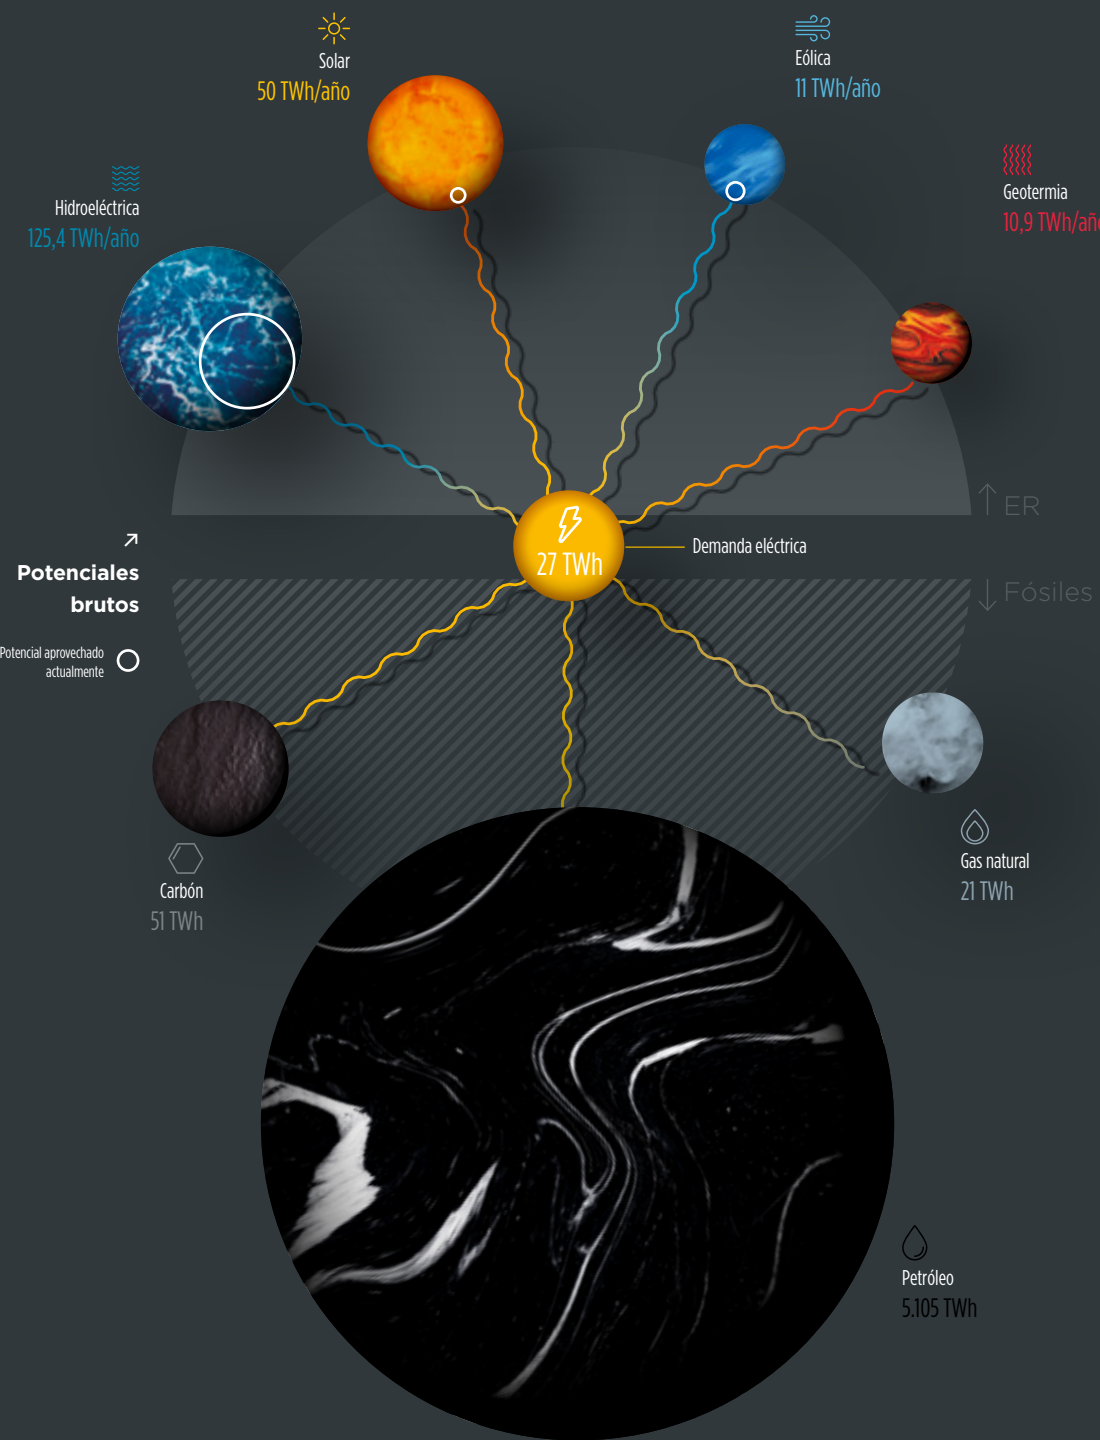 Solar
50 TWh/año
Eólica
11 TWh/año
Hidroeléctrica
125,4 TWh/año
Geotermia
10,9 TWh/añ
ER
27 TWh
Demanda eléctrica
Potenciales
brutos
Fósiles
Potencial aprovechado
actualmente
Carbón
51 TWh
Gas natural
21 TWh
Petróleo
5.105 TWh